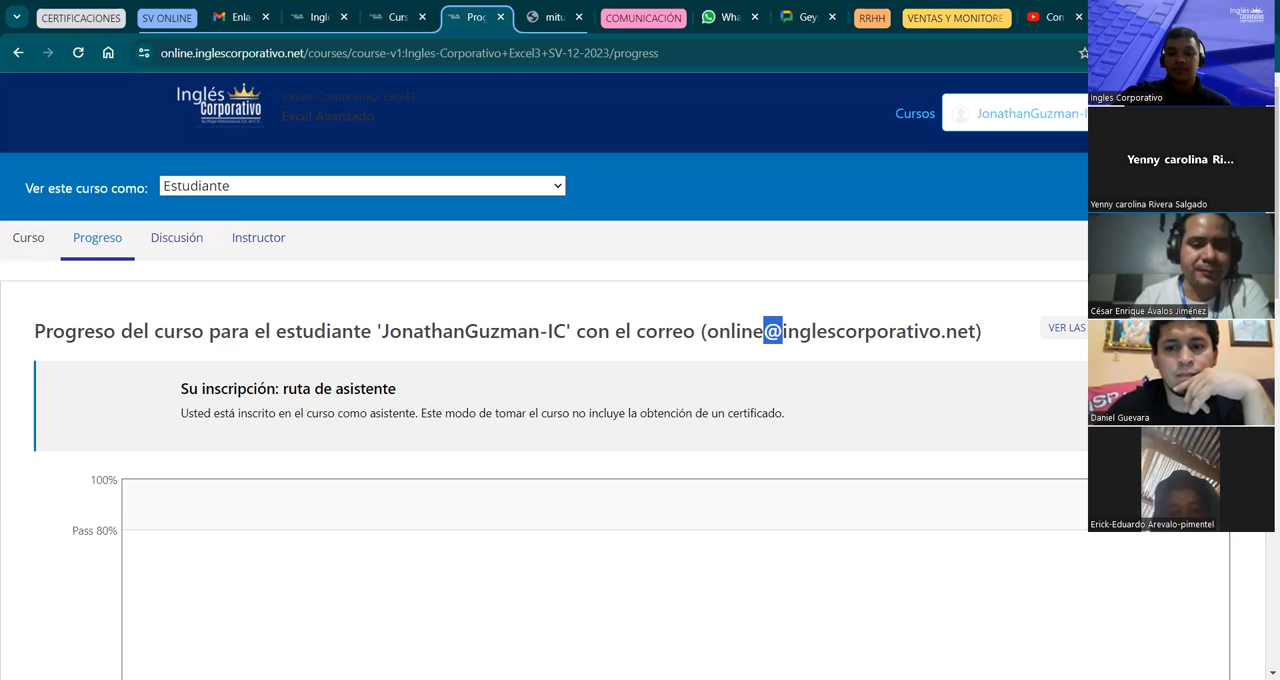 CERTIFICACIONES
SV ONLINE
Enla
Inglé
Curs
Prog
mitu
COMUNICACIÓN
Wha
Gey
RRHH
VENTAS Y MONITORE
Con
online.inglescorporativo.net/courses/course-v1:Ingles-Corporativo+Excel3+SV-12-2023/progress
Inglés
Corporativo
Ingles-Corporativo-Excel3
Excel Avanzado
Cursos
JonathanGuzman-I
Ver este curso como:
Estudiante
Curso
Progreso
Discusión
Instructor
Progreso del curso para el estudiante 'JonathanGuzman-IC' con el correo (online@inglescorporativo.net)
VER LAS
Su inscripción: ruta de asistente
Usted está inscrito en el curso como asistente. Este modo de tomar el curso no incluye la obtención de un certificado.
100%
Pass 80%
Inglés
Corporativo
Ingles Corporativo
Yenny carolina Ri...
Yenny carolina Rivera Salgado
César Enrique Ávalos Jiménez
Daniel Guevara
Erick-Eduardo Arevalo-pimentel